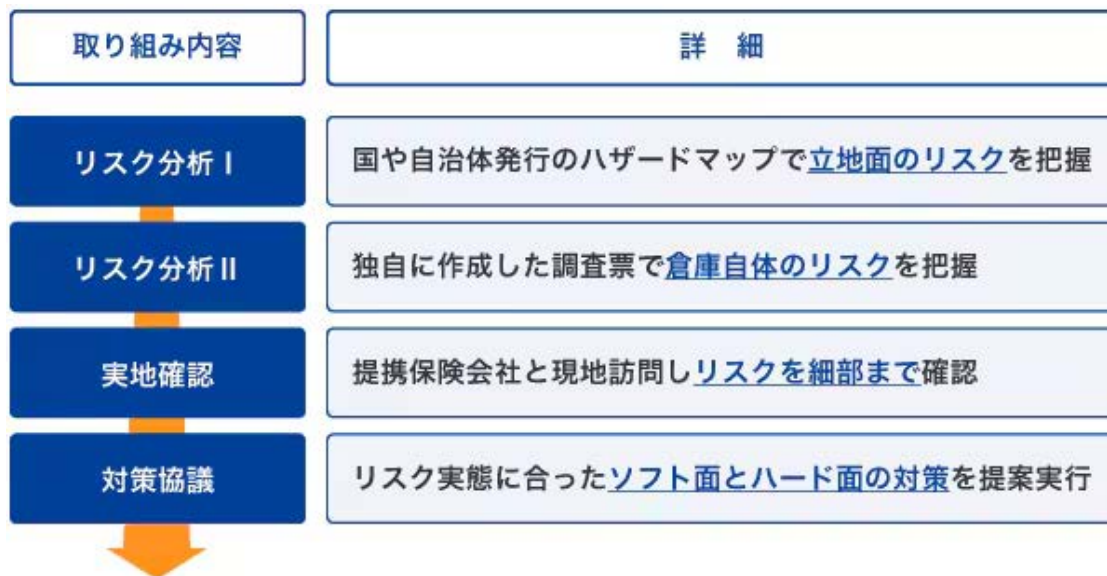 取り組み内容
詳　細
リスク分析Ⅰ
国や自治体発行のハザードマップで立地面のリスクを把握
リスク分析Ⅱ
独自に作成した調査票で倉庫自体のリスクを把握
実地確認
提携保険会社と現地訪問しリスクを細部まで確認
対策協議
リスク実態に合ったソフト面とハード面の対策を提案実行